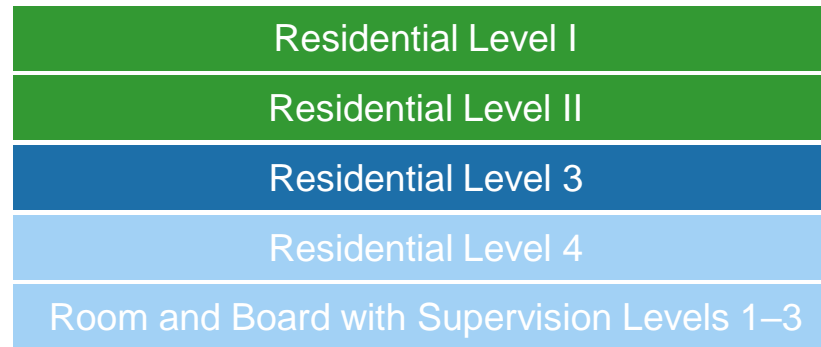 Residential Level I
Residential Level II
Residential Level 3
Residential Level 4
Room and Board with Supervision Levels 1–3